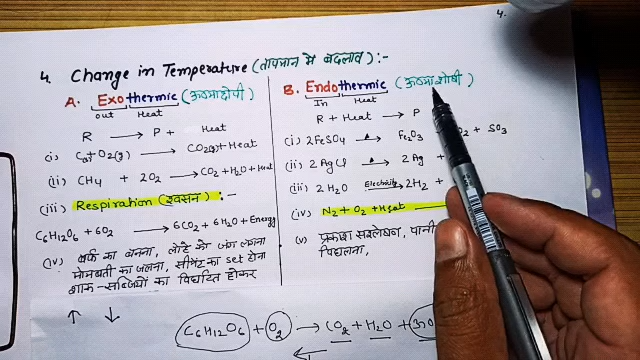 4.
4. Change in Temperature (तापमान में बदलाव) :-
A. Exothermic (ऊष्माक्षेपी)
out Heat
R ⟶ P + Heat
(i) C(s)+O2(g) ⟶ CO2(g)+Heat
(ii) CH4 + 2O2 ⟶ CO2+H2O+Heat
(iii) Respiration (श्वसन) :-
C6H12O6 + 6O2 ⟶ 6CO2+6H2O+Energy
(iv) बर्फ का बनना, लोहे को जंग लगना
मोमबत्ती का जलना, सीमेंट का set होना
शाक-सब्जियों का विघटित होकर
↑ ↓
B. Endothermic (ऊष्माशोषी)
In Heat
R + Heat ⟶ P
(i) 2FeSO4 ⟶ Fe2O3 O2 + SO3
(ii) 2AgCl ⟶ 2Ag +
(iii) 2H2O Electricity⟶ 2H2 +
(iv) N2+O2+Heat ⟶
(v) प्रकाश संश्लेषण, पानी
पिघलना,
C6H12O6 + O2 → CO2 + H2O +
←